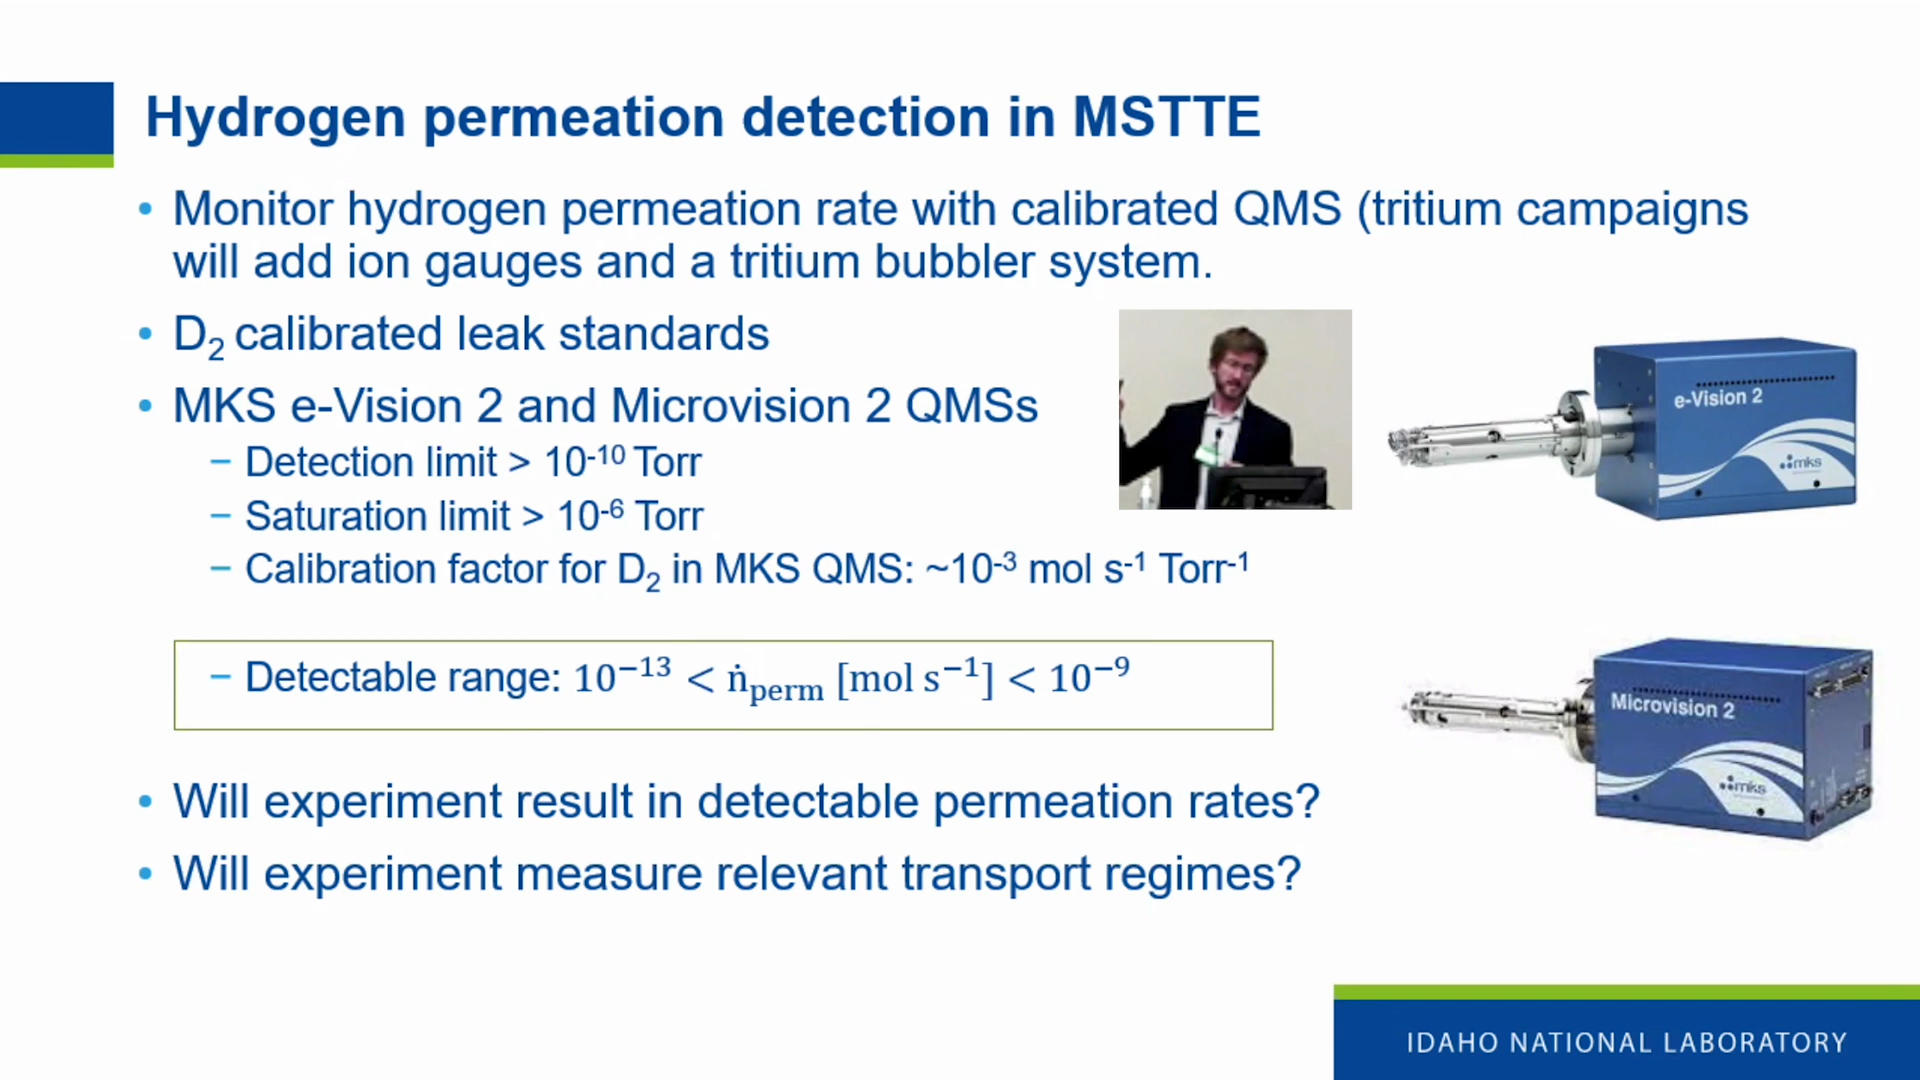 Hydrogen permeation detection in MSTTE
• Monitor hydrogen permeation rate with calibrated QMS (tritium campaigns
will add ion gauges and a tritium bubbler system.
• D₂ calibrated leak standards
• MKS e-Vision 2 and Microvision 2 QMSs
– Detection limit > 10⁻¹⁰ Torr
– Saturation limit > 10⁻⁶ Torr
– Calibration factor for D₂ in MKS QMS: ~10⁻³ mol s⁻¹ Torr⁻¹
– Detectable range: 10⁻¹³ < ṅperm [mol s⁻¹] < 10⁻⁹
• Will experiment result in detectable permeation rates?
• Will experiment measure relevant transport regimes?
e-Vision 2
mks
Microvision 2
mks
IDAHO NATIONAL LABORATORY